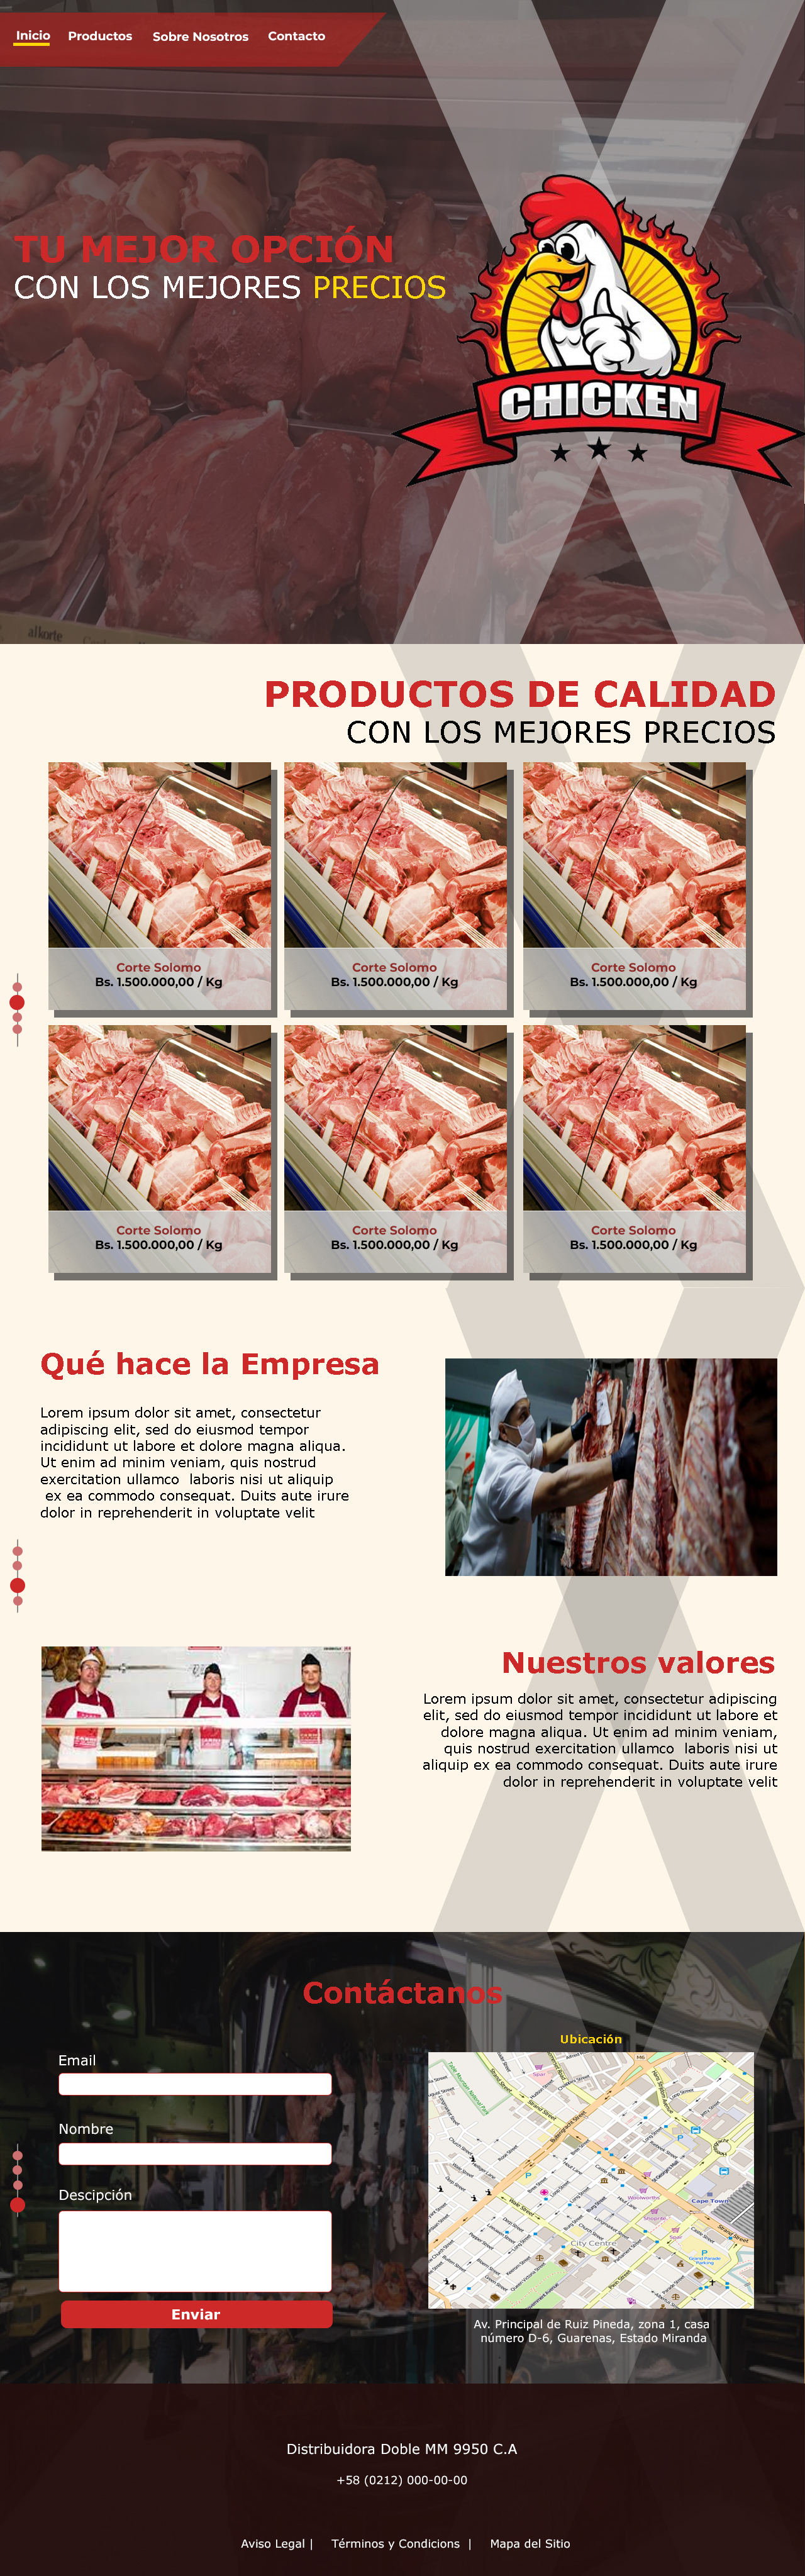 Inicio Productos Sobre Nosotros Contacto
TU MEJOR OPCIÓN
CON LOS MEJORES PRECIOS
CHICKEN
alkorte
PRODUCTOS DE CALIDAD
CON LOS MEJORES PRECIOS
Corte Solomo
Bs. 1.500.000,00 / Kg
Corte Solomo
Bs. 1.500.000,00 / Kg
Corte Solomo
Bs. 1.500.000,00 / Kg
Corte Solomo
Bs. 1.500.000,00 / Kg
Corte Solomo
Bs. 1.500.000,00 / Kg
Corte Solomo
Bs. 1.500.000,00 / Kg
Qué hace la Empresa
Lorem ipsum dolor sit amet, consectetur
adipiscing elit, sed do eiusmod tempor
incididunt ut labore et dolore magna aliqua.
Ut enim ad minim veniam, quis nostrud
exercitation ullamco laboris nisi ut aliquip
ex ea commodo consequat. Duits aute irure
dolor in reprehenderit in voluptate velit
Nuestros valores
Lorem ipsum dolor sit amet, consectetur adipiscing
elit, sed do eiusmod tempor incididunt ut labore et
dolore magna aliqua. Ut enim ad minim veniam,
quis nostrud exercitation ullamco laboris nisi ut
aliquip ex ea commodo consequat. Duits aute irure
dolor in reprehenderit in voluptate velit
Contáctanos
Email
Nombre
Descipción
Enviar
Ubicación
Woolworths
Cape Town
City Centre
Grand Parade
Parking
Av. Principal de Ruiz Pineda, zona 1, casa
número D-6, Guarenas, Estado Miranda
Distribuidora Doble MM 9950 C.A
+58 (0212) 000-00-00
Aviso Legal | Términos y Condicions | Mapa del Sitio